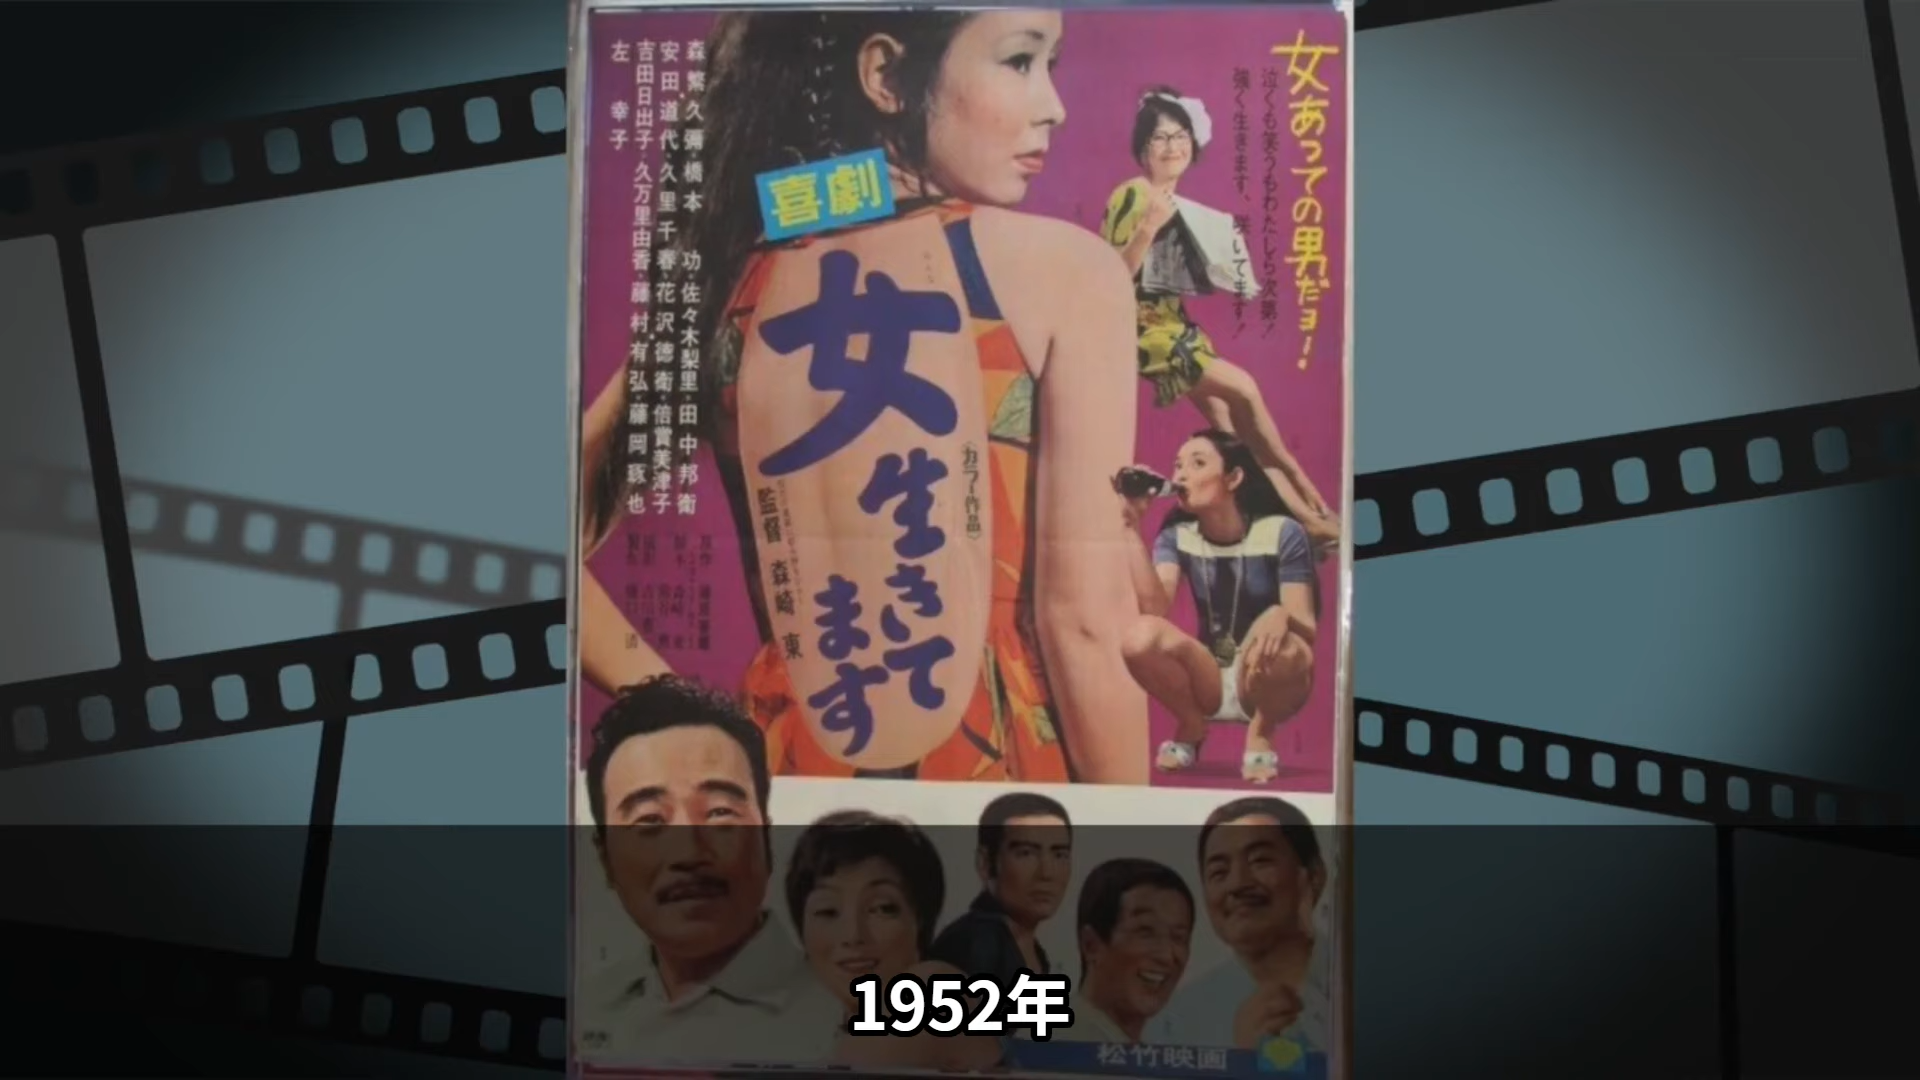 女あっての男だョ!
泣くも笑うもわたしら次第!
強く生きます、咲いてます!
森繁久彌・橋本功・佐々木梨里・田中邦衛
安田道代・久里千春・花沢徳衛・倍賞美津子
吉田日出子・久万里由香・藤村有弘・藤岡琢也
左幸子
喜劇
女
生きて
ます
〈カラー作品〉
監督 森崎 東
松竹映画
1952年